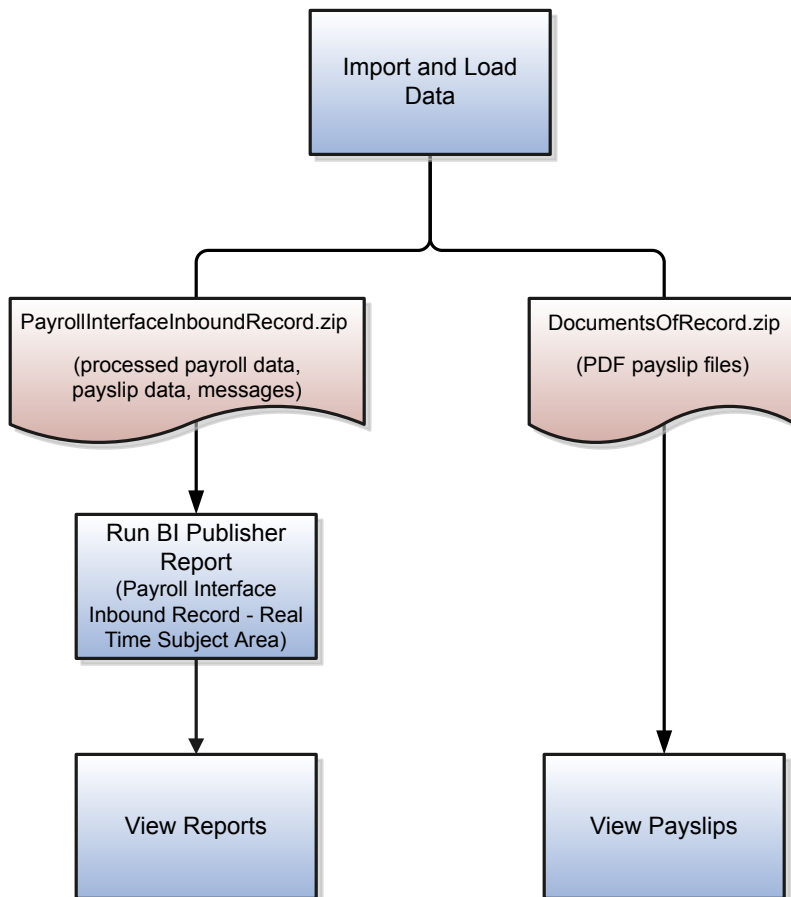 Import and Load
Data
PayrollInterfaceInboundRecord.zip
(processed payroll data,
payslip data, messages)
DocumentsOfRecord.zip
(PDF payslip files)
Run BI Publisher
Report
(Payroll Interface
Inbound Record - Real
Time Subject Area)
View Reports
View Payslips